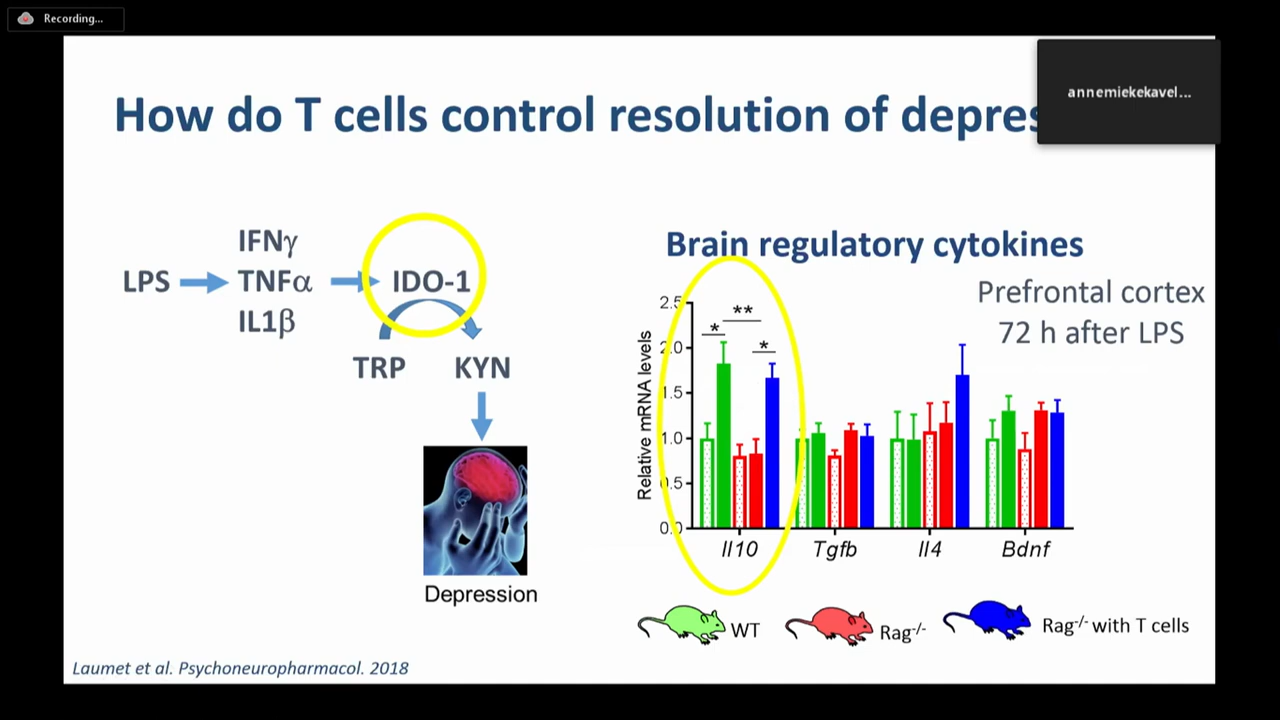 Recording...
annemiekekavel...
How do T cells control resolution of depres
IFNγ
LPS TNFα IDO-1
IL1β
TRP KYN
Depression
Brain regulatory cytokines
Prefrontal cortex
72 h after LPS
Relative mRNA levels
2.5
2.0
1.5
1.0
0.5
0.0
* ** *
Il10 Tgfb Il4 Bdnf
WT Rag-/- Rag-/- with T cells
Laumet et al. Psychoneuropharmacol. 2018